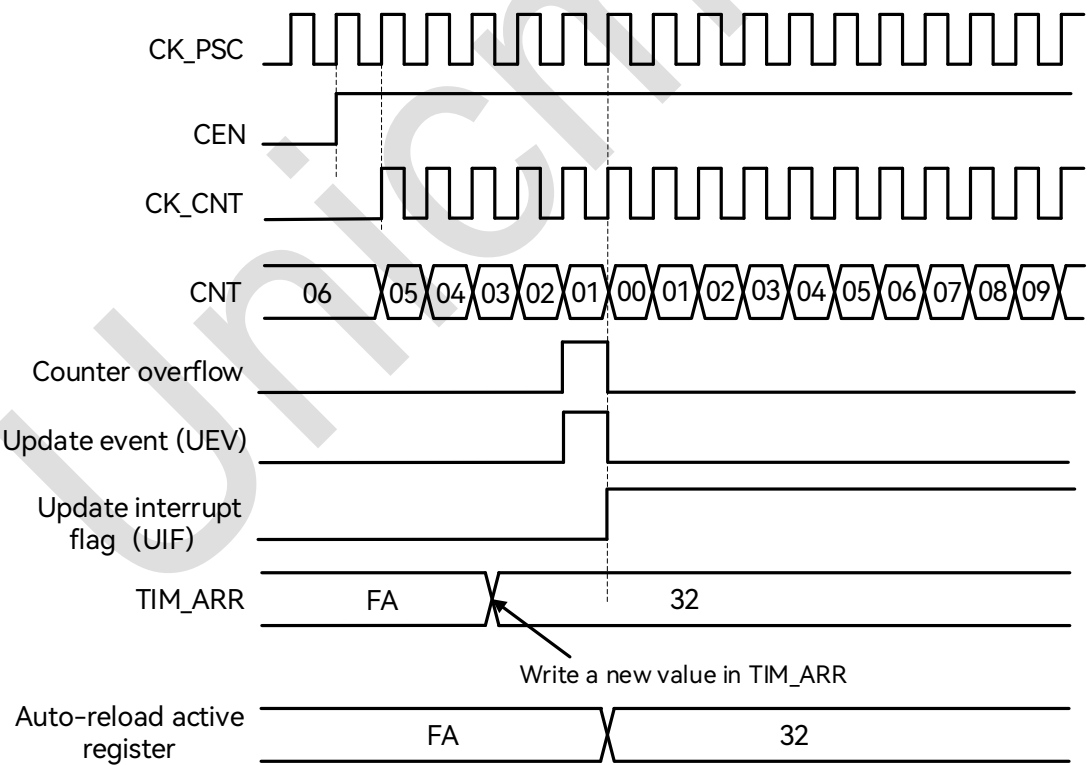 CK_PSC
CEN
CK_CNT
CNT 06 05 04 03 02 01 00 01 02 03 04 05 06 07 08 09
Counter overflow
Update event (UEV)
Update interrupt
flag (UIF)
TIM_ARR FA 32
Write a new value in TIM_ARR
Auto-reload active
register
FA 32